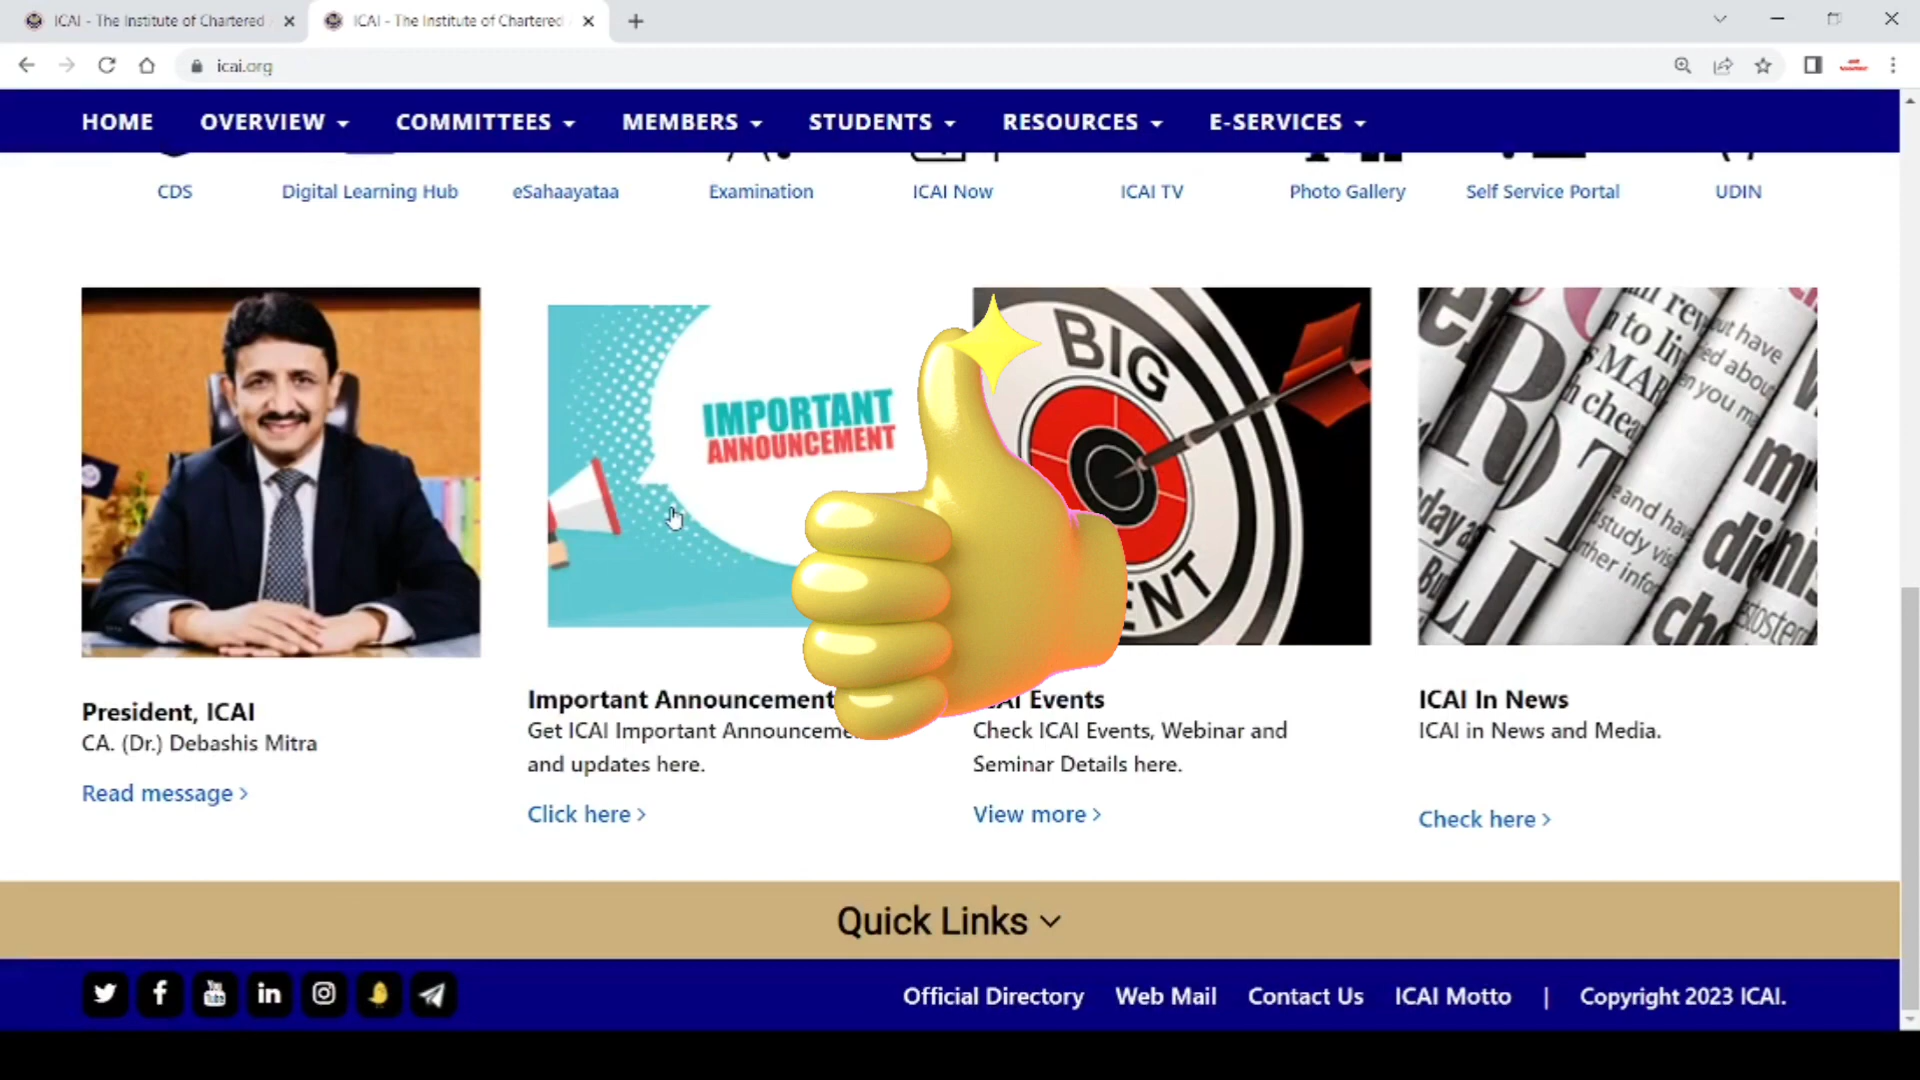 ICAI - The Institute of Chartered
ICAI - The Institute of Chartered
icai.org
HOME OVERVIEW COMMITTEES MEMBERS STUDENTS RESOURCES E-SERVICES
CDS Digital Learning Hub eSahaayataa Examination ICAI Now ICAI TV Photo Gallery Self Service Portal UDIN
IMPORTANT
ANNOUNCEMENT
BIG
President, ICAI
CA. (Dr.) Debashis Mitra
Read message >
Important Announcement
Get ICAI Important Announceme
and updates here.
Click here >
Events
Check ICAI Events, Webinar and
Seminar Details here.
View more >
ICAI In News
ICAI in News and Media.
Check here >
Quick Links
Official Directory Web Mail Contact Us ICAI Motto | Copyright 2023 ICAI.